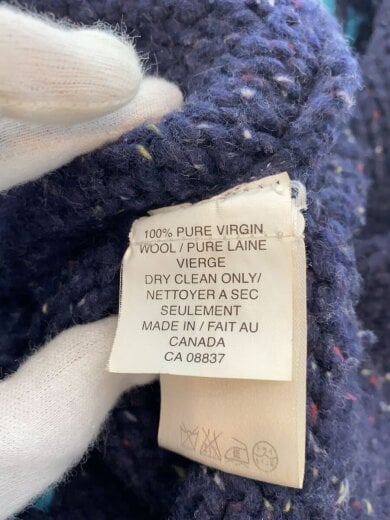 100% PURE VIRGIN
WOOL / PURE LAINE
VIERGE
DRY CLEAN ONLY/
NETTOYER A SEC
SEULEMENT
MADE IN / FAIT AU
CANADA
CA 08837